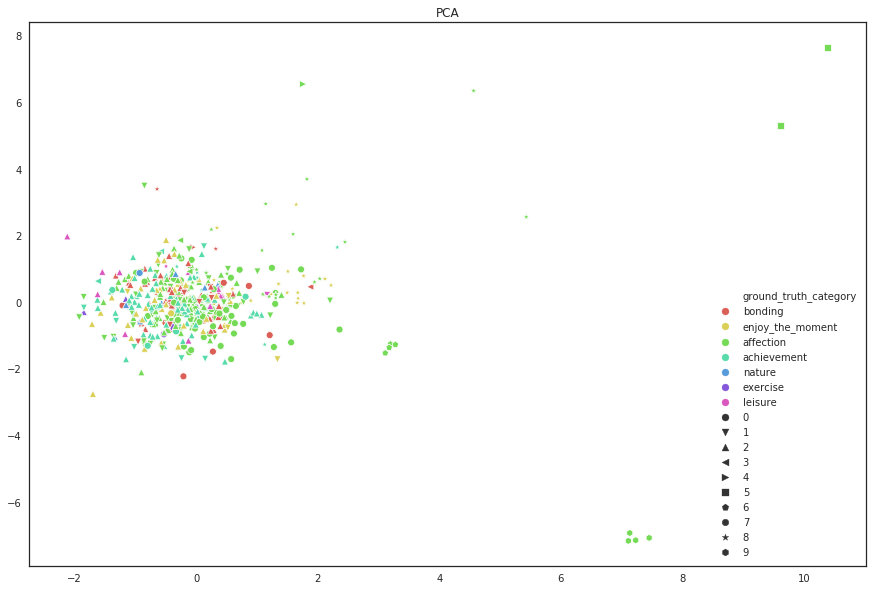 PCA
8
6
4
2
0
−2
−4
−6
−2
0
2
4
6
8
10
ground_truth_category
bonding
enjoy_the_moment
affection
achievement
nature
exercise
leisure
0
1
2
3
4
5
6
7
8
9